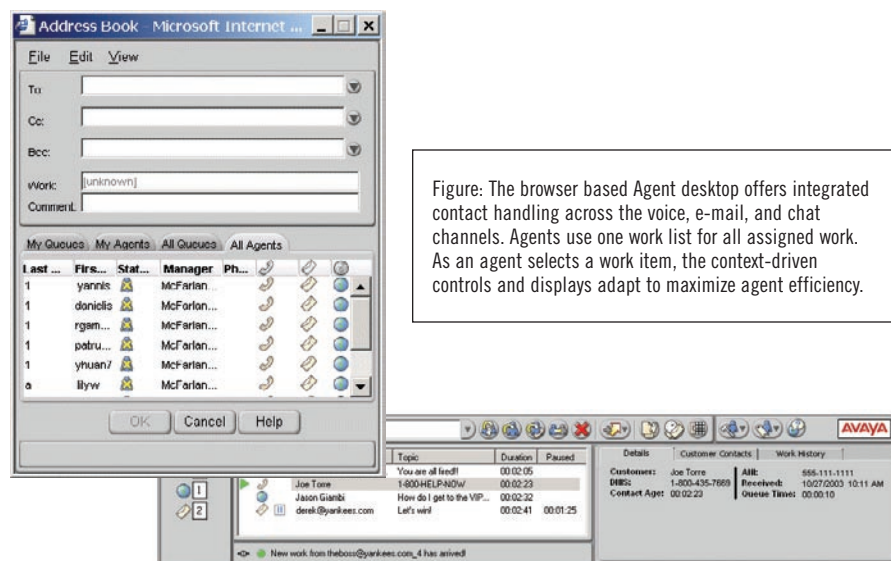 Address Book - Microsoft Internet ...
File Edit View
To:
Cc:
Bcc:
Work: [unknown]
Comment:
My Queues My Agents All Queues All Agents
Last ... Firs... Stat... Manager Ph...
1 yannis McFarlan...
1 danielis McFarlan...
1 rgam... McFarlan...
1 patru... McFarlan...
1 yhuan7 McFarlan...
a lilyw McFarlan...
OK Cancel Help
Figure: The browser based Agent desktop offers integrated
contact handling across the voice, e-mail, and chat
channels. Agents use one work list for all assigned work.
As an agent selects a work item, the context-driven
controls and displays adapt to maximize agent efficiency.
AVAYA
Topic Duration Paused
You are all fired!! 00:02:05
Joe Torre 1-800-HELP-NOW 00:02:23
1 Jason Giambi How do I get to the VIP... 00:02:32
2 derek@yankees.com Let's win! 00:02:41 00:01:25
New work from theboss@yankees.com_4 has arrived!
Details Customer Contacts Work History
Customer: Joe Torre ANI: 555-111-1111
DNIS: 1-800-435-7669 Received: 10/27/2003 10:11 AM
Contact Age: 00:02:23 Queue Time: 00:00:10